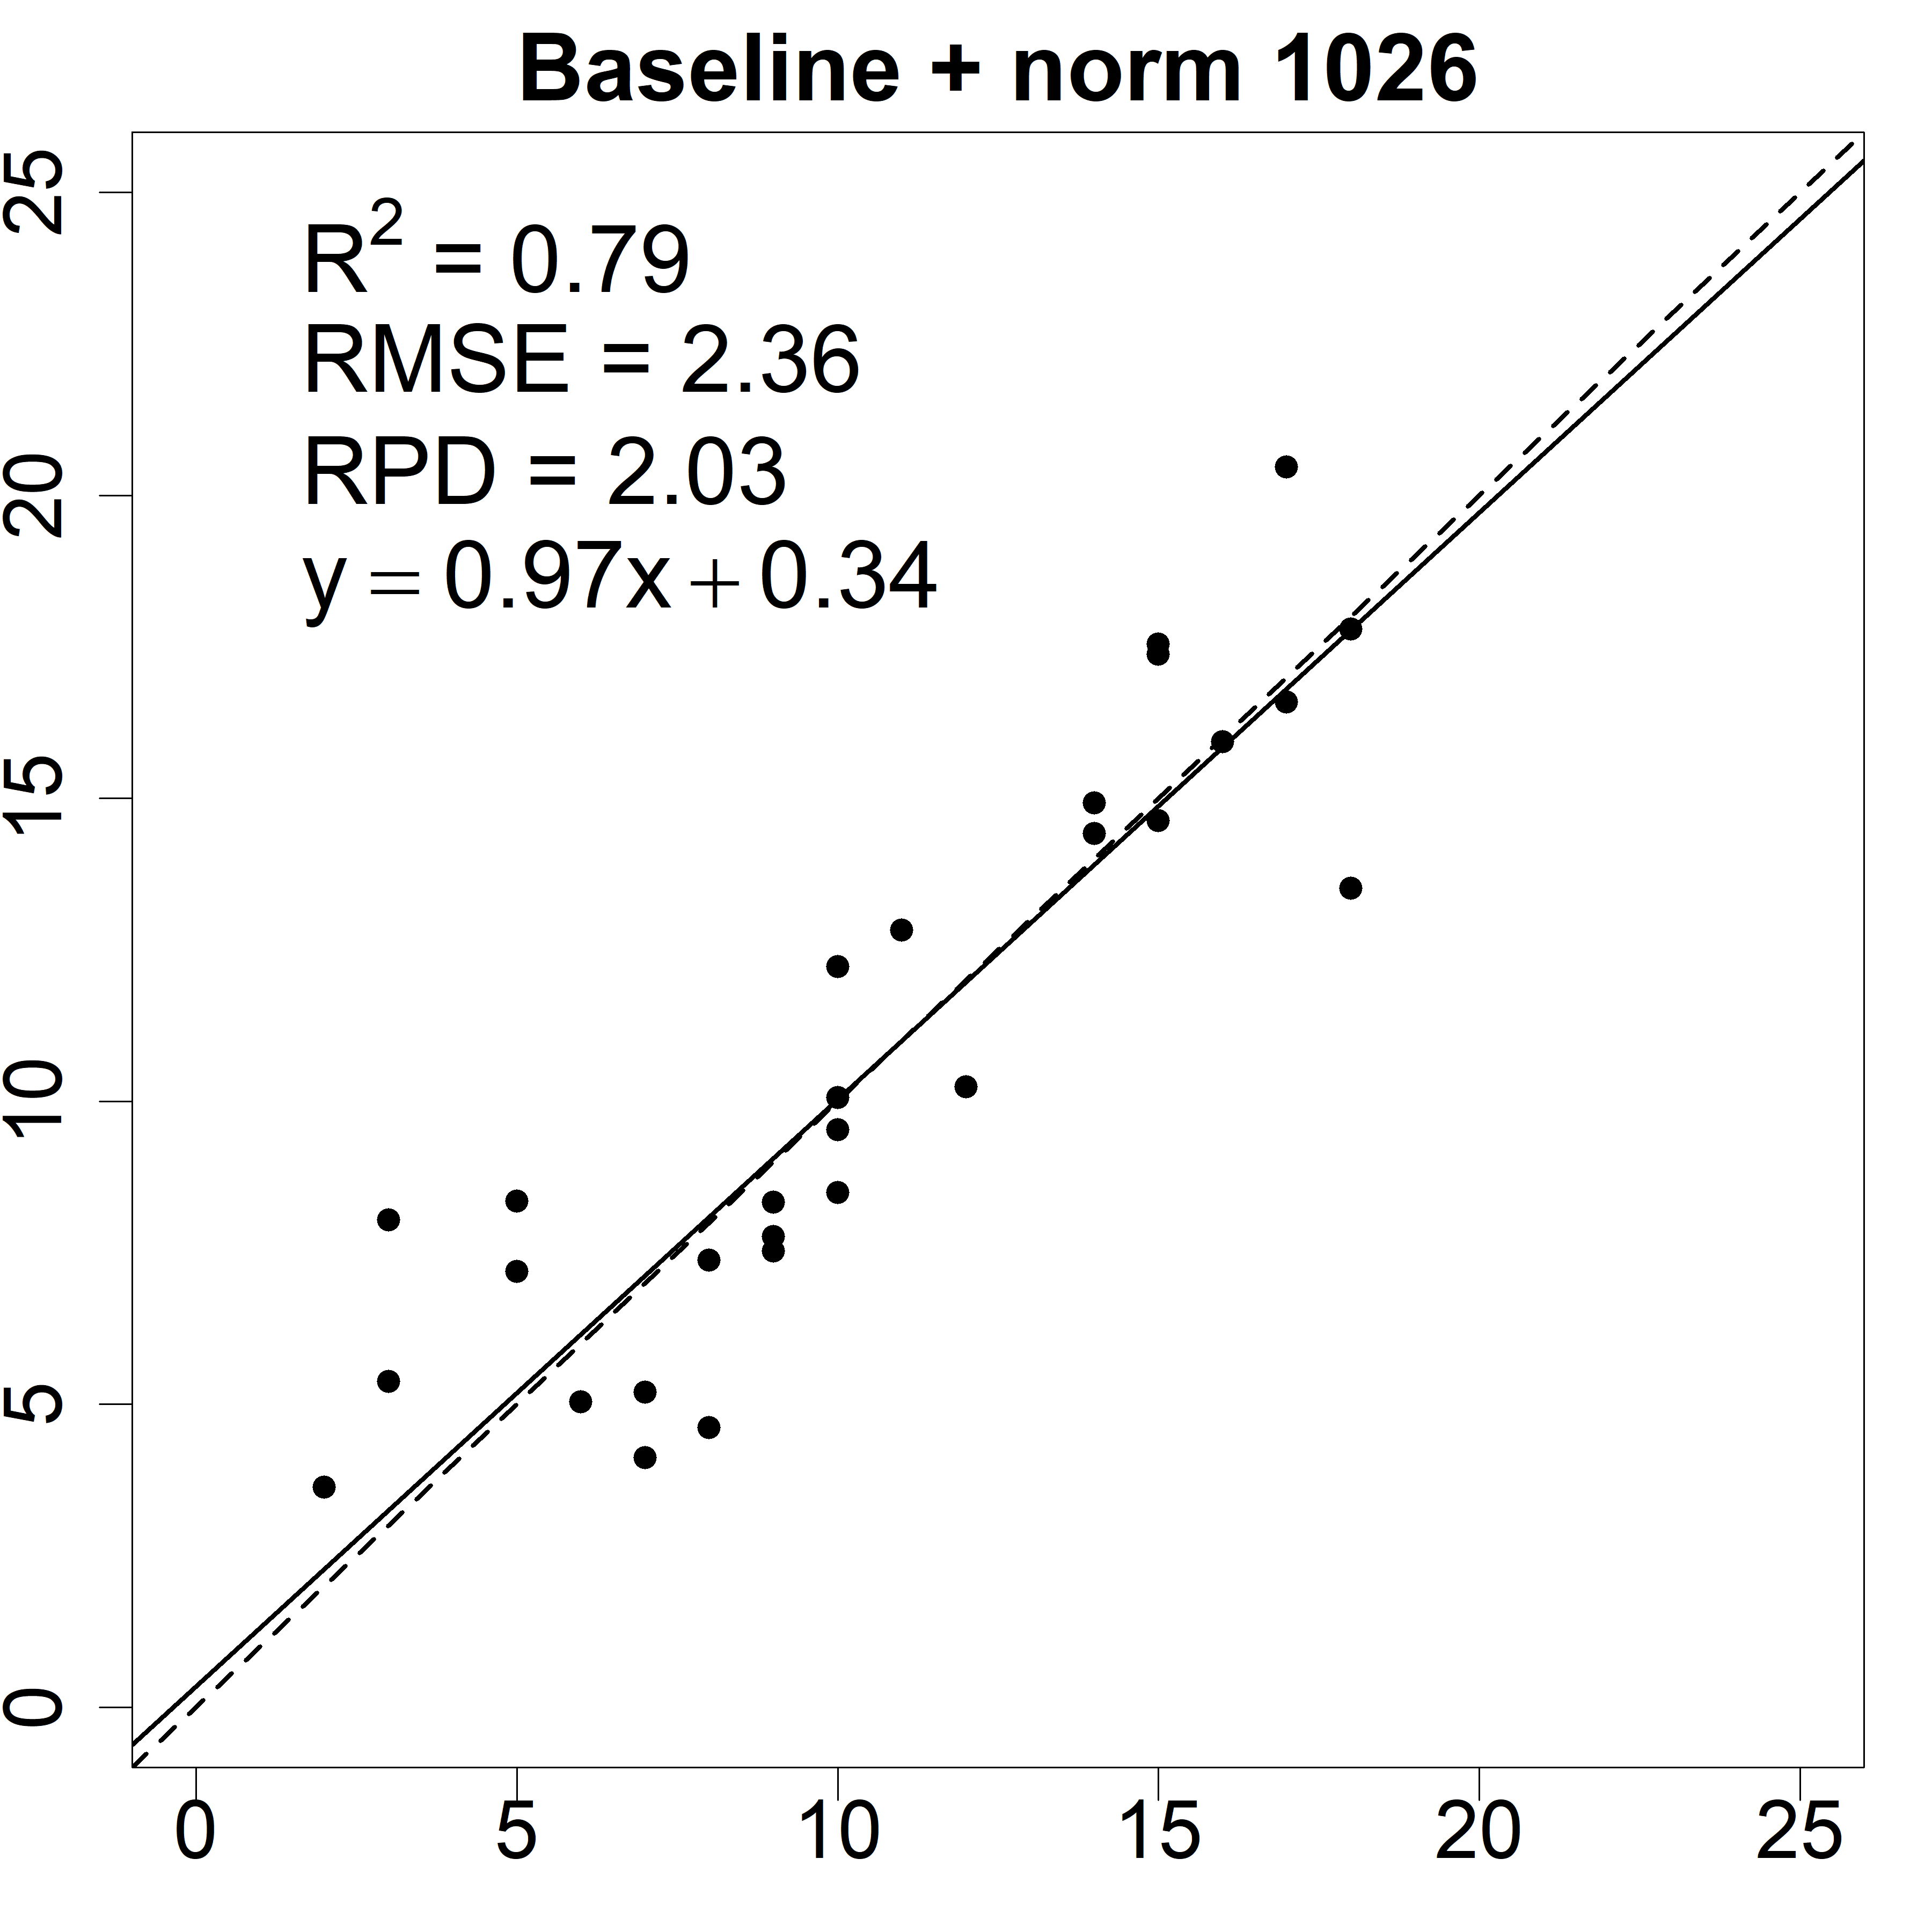 Baseline + norm 1026
R² = 0.79
RMSE = 2.36
RPD = 2.03
y = 0.97x + 0.34
25
20
15
10
5
0
0 5 10 15 20 25